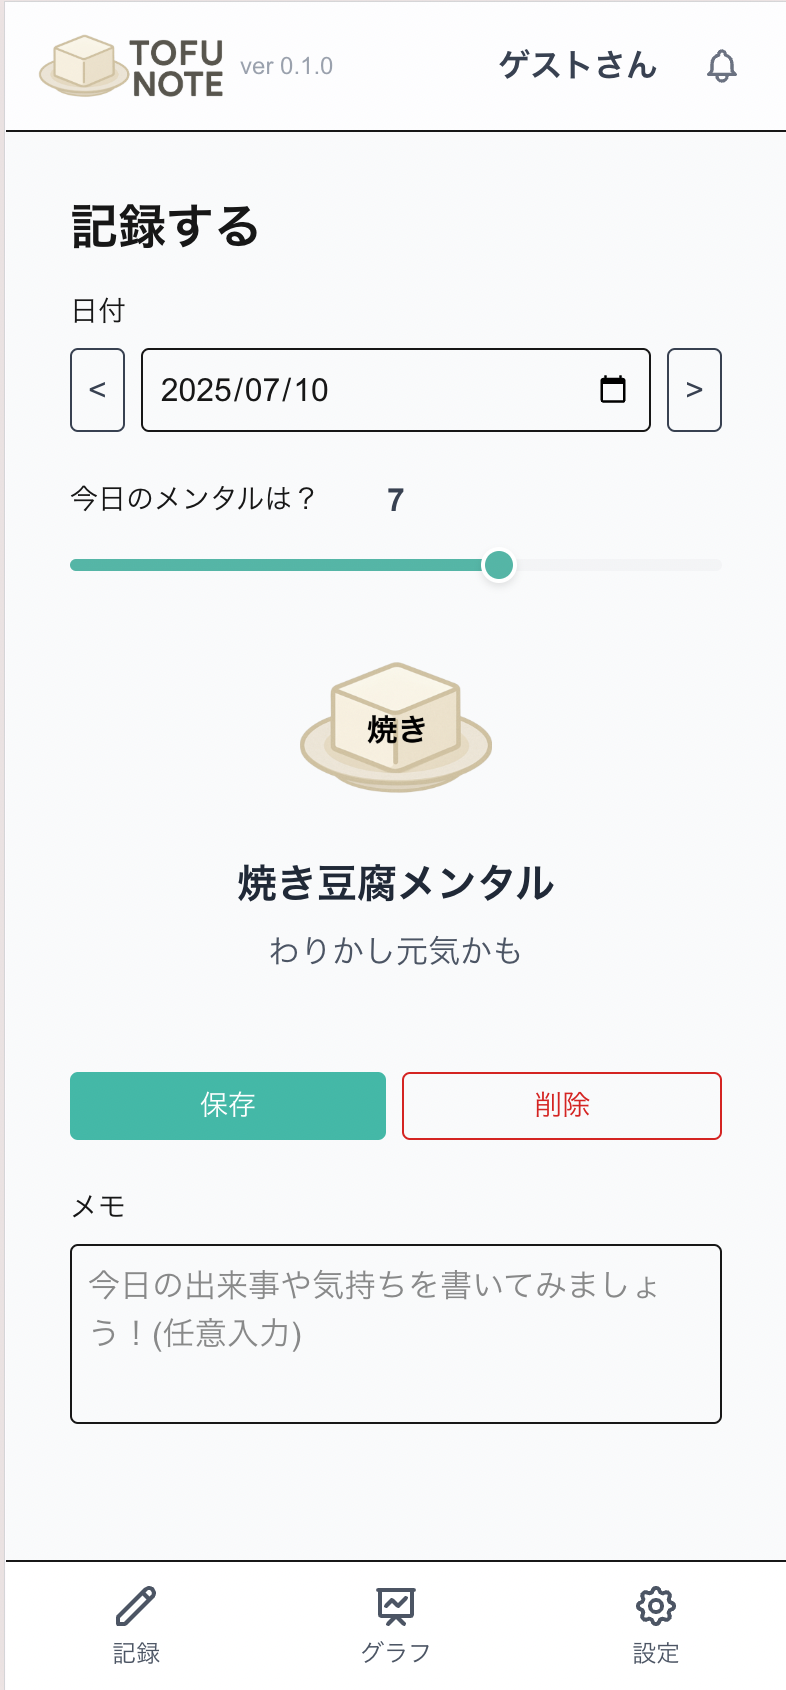 TOFU
NOTE
ver 0.1.0
ゲストさん
記録する
日付
<
2025/07/10
>
今日のメンタルは？
7
焼き
焼き豆腐メンタル
わりかし元気かも
保存
削除
メモ
今日の出来事や気持ちを書いてみましょ
う！(任意入力)
記録
グラフ
設定